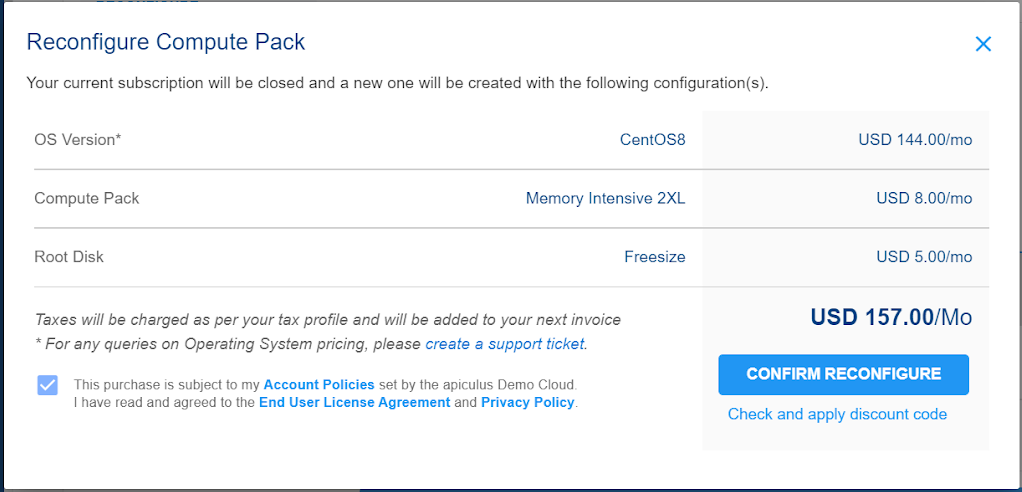 Reconfigure Compute Pack
Your current subscription will be closed and a new one will be created with the following configuration(s).
OS Version* CentOS8 USD 144.00/mo
Compute Pack Memory Intensive 2XL USD 8.00/mo
Root Disk Freesize USD 5.00/mo
USD 157.00/Mo
Taxes will be charged as per your tax profile and will be added to your next invoice
* For any queries on Operating System pricing, please create a support ticket.
CONFIRM RECONFIGURE
This purchase is subject to my Account Policies set by the apiculus Demo Cloud.
I have read and agreed to the End User License Agreement and Privacy Policy.
Check and apply discount code